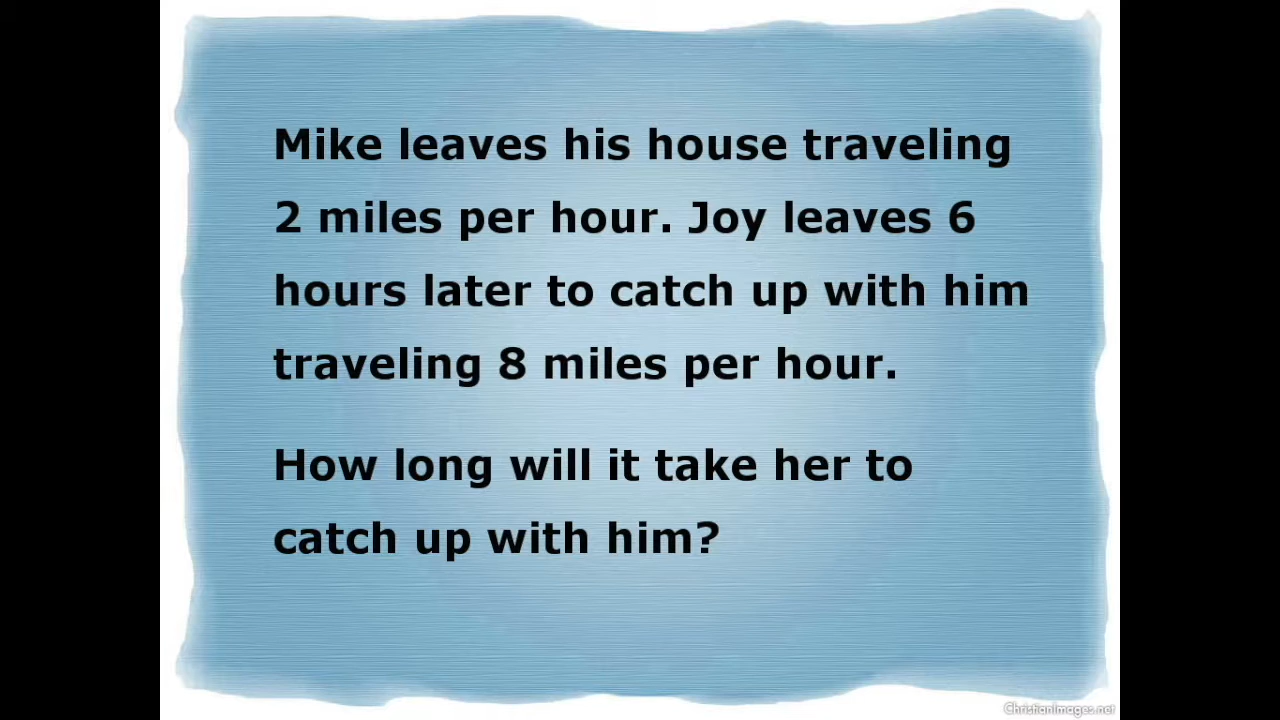 Mike leaves his house traveling
2 miles per hour. Joy leaves 6
hours later to catch up with him
traveling 8 miles per hour.
How long will it take her to
catch up with him?
ChristianImages.net